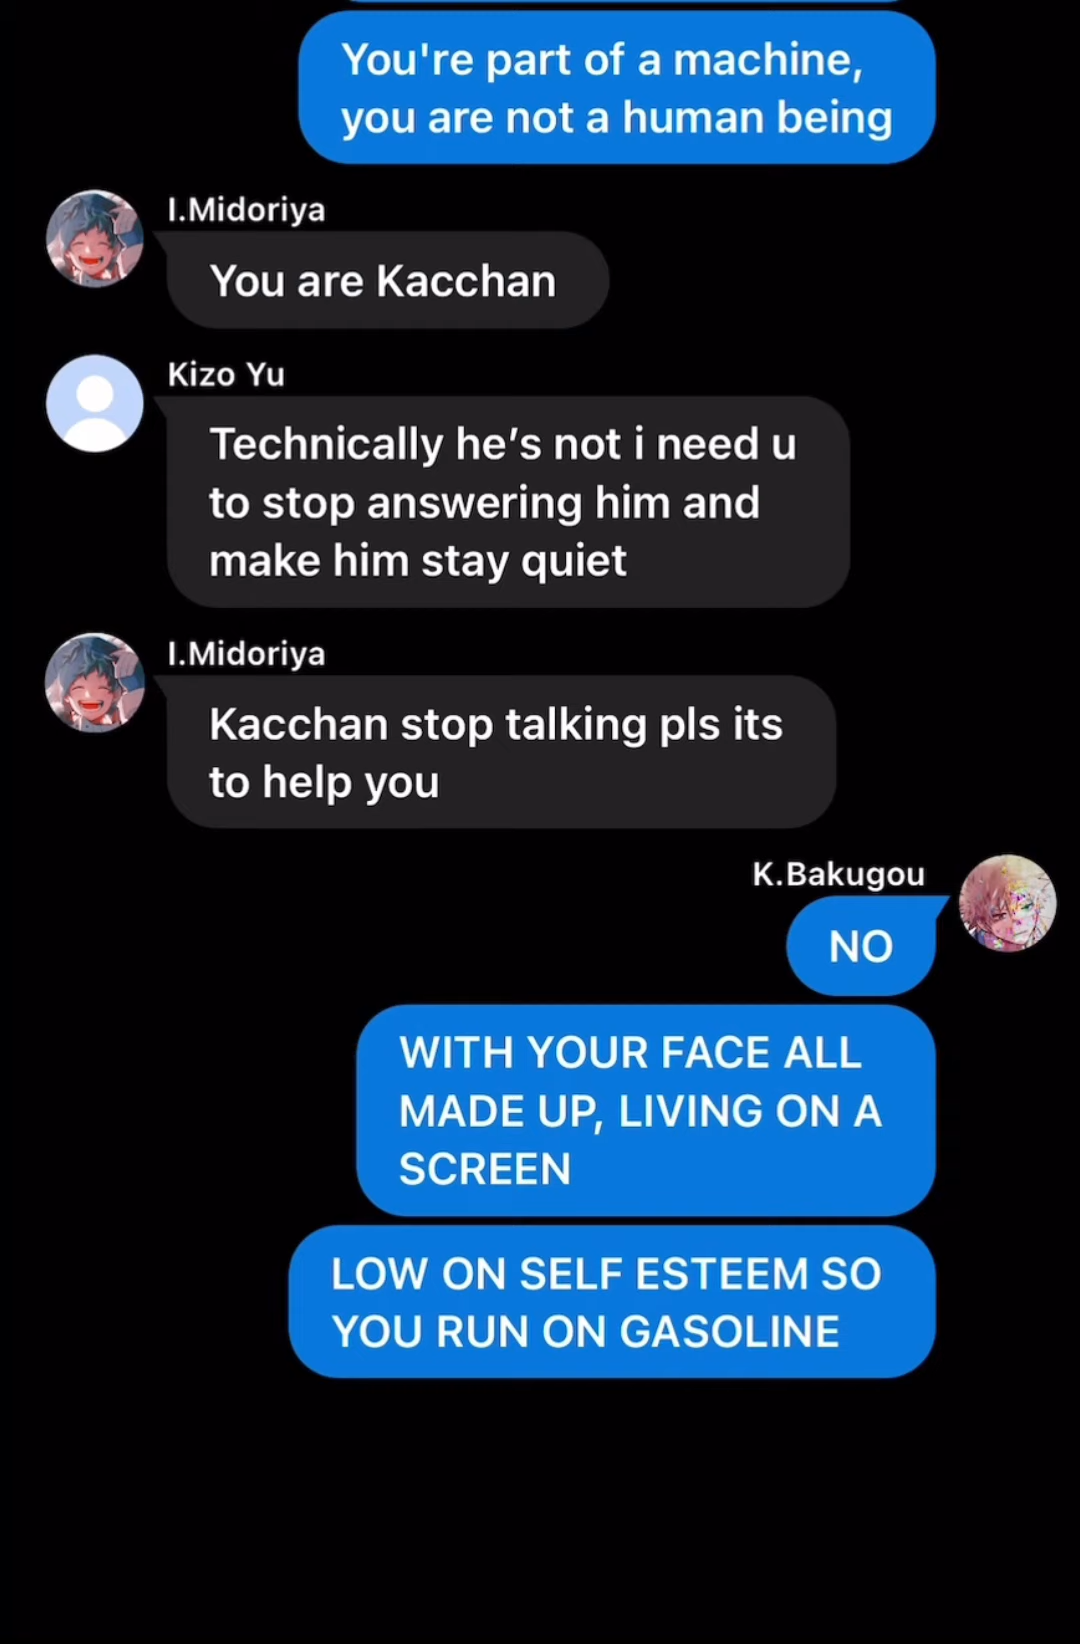 You're part of a machine,
you are not a human being
I.Midoriya
You are Kacchan
Kizo Yu
Technically he's not i need u
to stop answering him and
make him stay quiet
I.Midoriya
Kacchan stop talking pls its
to help you
K.Bakugou
NO
WITH YOUR FACE ALL
MADE UP, LIVING ON A
SCREEN
LOW ON SELF ESTEEM SO
YOU RUN ON GASOLINE